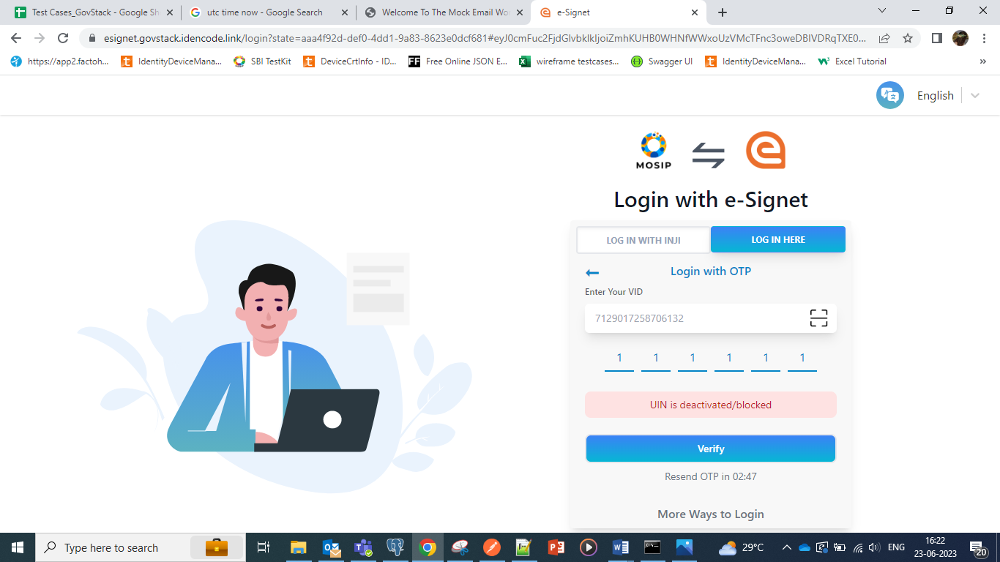 Test Cases_GovStack - Google Sh
utc time now - Google Search
Welcome To The Mock Email Wo
e-Signet
esignet.govstack.idencode.link/login?state=aaa4f92d-def0-4dd1-9a83-8623e0dcf681#eyJ0cmFuc2FjdGlvbklkIjoiZmhKUHB0WHNfWWxoUzVMcTFnc3oweDBIVDRqTXE0...
https://app2.factoh...
IdentityDeviceMana...
SBI TestKit
DeviceCrtInfo - ID...
FF
Free Online JSON E...
wireframe testcases...
Swagger UI
IdentityDeviceMana...
Excel Tutorial
English
MOSIP
Login with e-Signet
LOG IN WITH INJI
LOG IN HERE
Login with OTP
Enter Your VID
7129017258706132
1 1 1 1 1 1
UIN is deactivated/blocked
Verify
Resend OTP in 02:47
More Ways to Login
Type here to search
29°C
ENG
16:22
23-06-2023
20